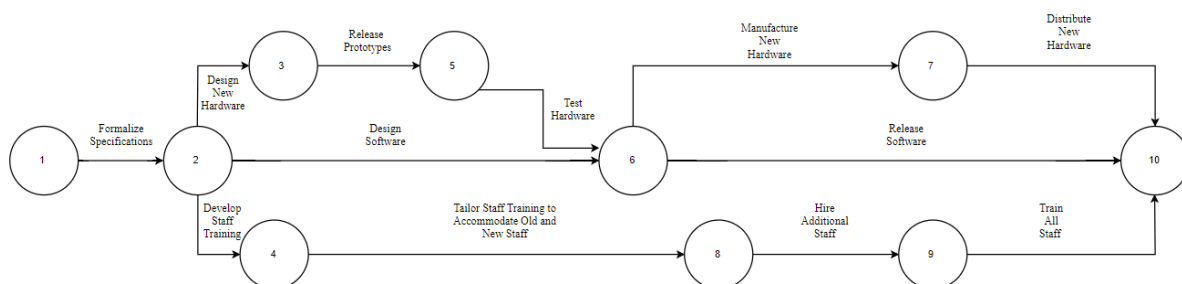 Manufacture
New
Hardware
Distribute
New
Hardware
Release
Prototypes
3
5
7
Design
New
Hardware
Test
Hardware
Formalize
Specifications
Design
Software
Release
Software
1
2
6
10
Develop
Staff
Training
Tailor Staff Training to
Accommodate Old and
New Staff
Hire
Additional
Staff
Train
All
Staff
4
8
9